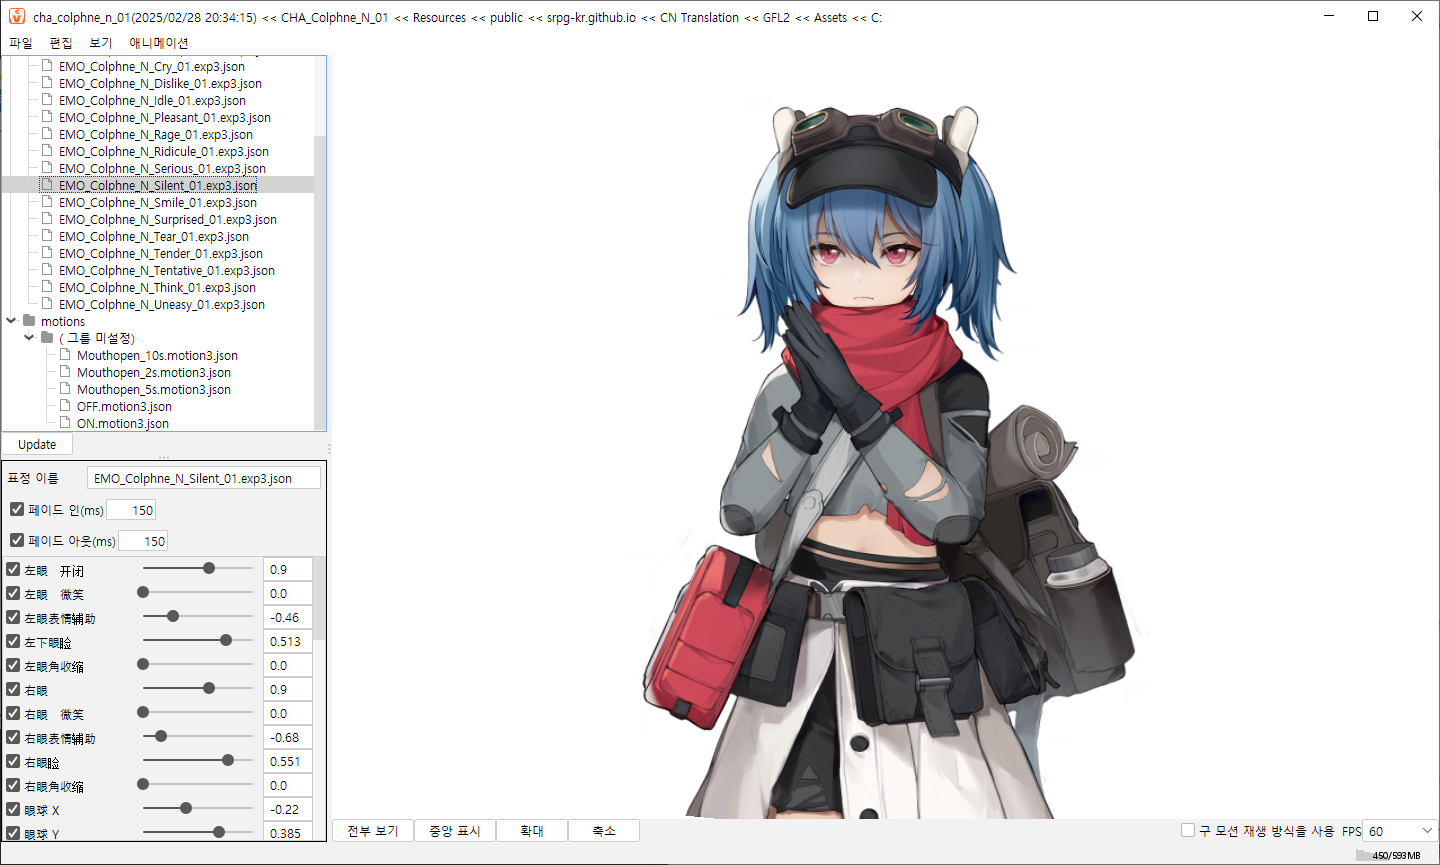 cha_colphne_n_01(2025/02/28 20:34:15) << CHA_Colphne_N_01 << Resources << public << srpg-kr.github.io << CN Translation << GFL2 << Assets << C:
파일 편집 보기 애니메이션
EMO_Colphne_N_Cry_01.exp3.json
EMO_Colphne_N_Dislike_01.exp3.json
EMO_Colphne_N_Idle_01.exp3.json
EMO_Colphne_N_Pleasant_01.exp3.json
EMO_Colphne_N_Rage_01.exp3.json
EMO_Colphne_N_Ridicule_01.exp3.json
EMO_Colphne_N_Serious_01.exp3.json
EMO_Colphne_N_Silent_01.exp3.json
EMO_Colphne_N_Smile_01.exp3.json
EMO_Colphne_N_Surprised_01.exp3.json
EMO_Colphne_N_Tear_01.exp3.json
EMO_Colphne_N_Tender_01.exp3.json
EMO_Colphne_N_Tentative_01.exp3.json
EMO_Colphne_N_Think_01.exp3.json
EMO_Colphne_N_Uneasy_01.exp3.json
motions
( 그룹 미설정)
Mouthopen_10s.motion3.json
Mouthopen_2s.motion3.json
Mouthopen_5s.motion3.json
OFF.motion3.json
ON.motion3.json
Update
표정 이름 EMO_Colphne_N_Silent_01.exp3.json
페이드 인(ms) 150
페이드 아웃(ms) 150
左眼 开闭 0.9
左眼 微笑 0.0
左眼表情辅助 -0.46
左下眼睑 0.513
左眼角收缩 0.0
右眼 0.9
右眼 微笑 0.0
右眼表情辅助 -0.68
右眼睑 0.551
右眼角收缩 0.0
眼球 X -0.22
眼球 Y 0.385
전부 보기 중앙 표시 확대 축소
구 모션 재생 방식을 사용 FPS 60
450/593MB